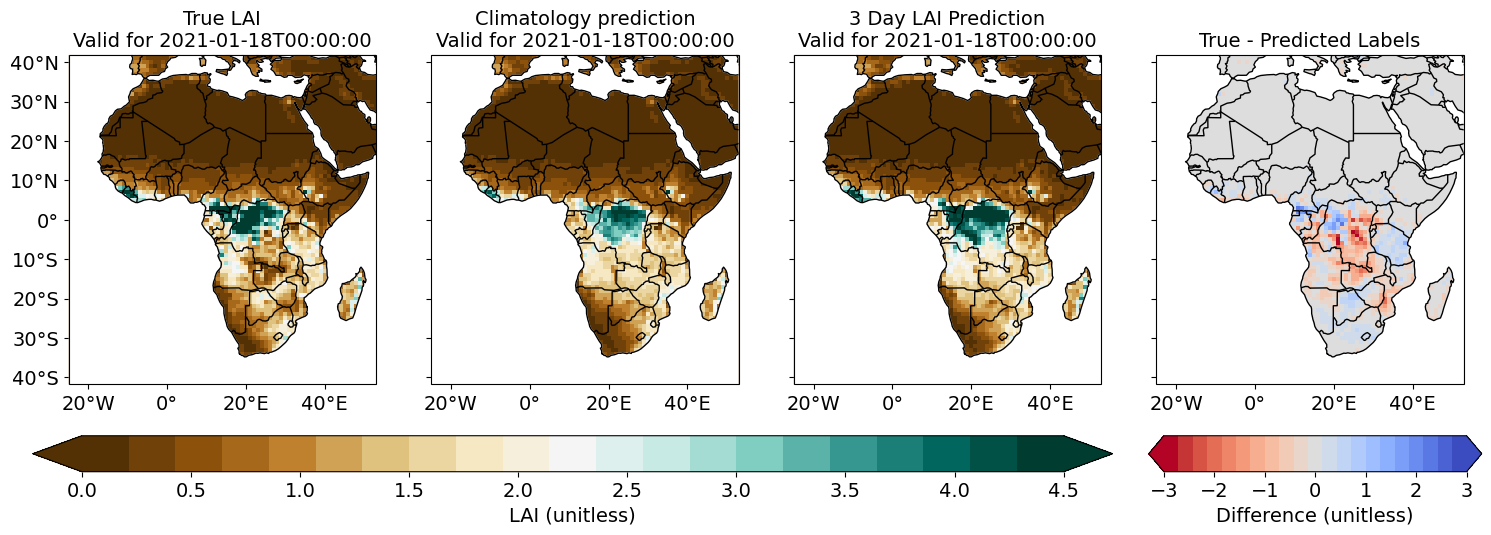 True LAI
Valid for 2021-01-18T00:00:00
Climatology prediction
Valid for 2021-01-18T00:00:00
3 Day LAI Prediction
Valid for 2021-01-18T00:00:00
True - Predicted Labels
40°N
30°N
20°N
10°N
0°
10°S
20°S
30°S
40°S
20°W 0° 20°E 40°E
20°W 0° 20°E 40°E
20°W 0° 20°E 40°E
20°W 0° 20°E 40°E
0.0 0.5 1.0 1.5 2.0 2.5 3.0 3.5 4.0 4.5
LAI (unitless)
−3 −2 −1 0 1 2 3
Difference (unitless)